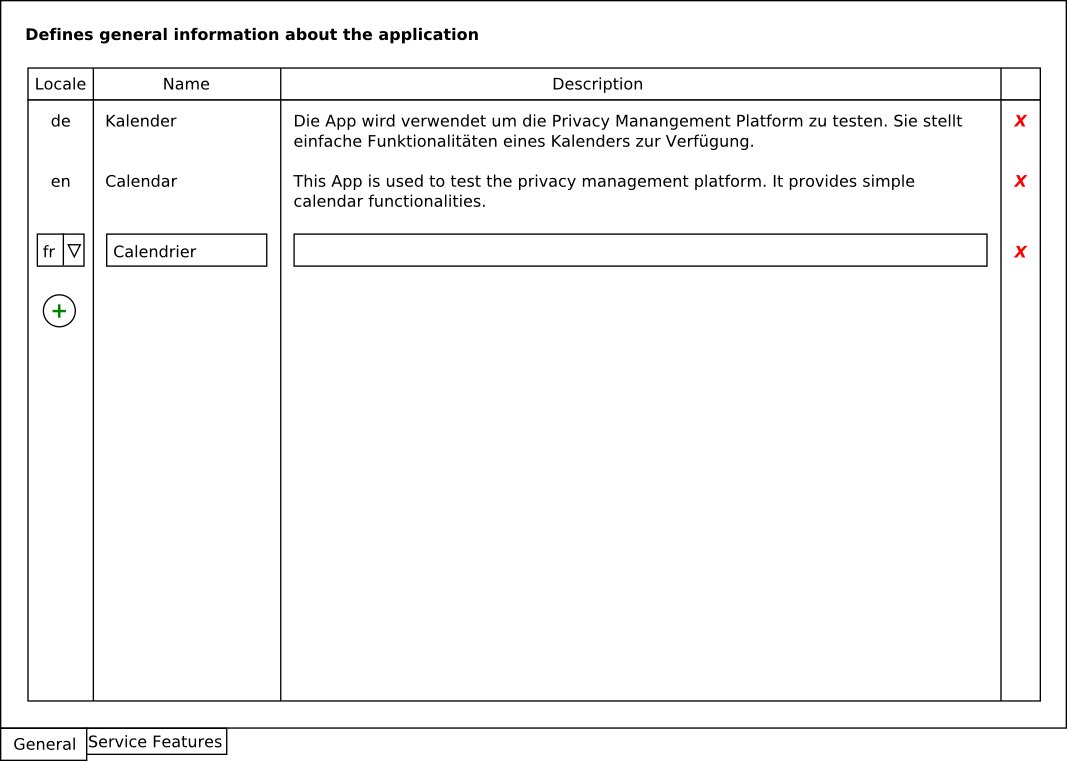 Defines general information about the application
Locale Name Description
de Kalender Die App wird verwendet um die Privacy Manangement Platform zu testen. Sie stellt X
einfache Funktionalitäten eines Kalenders zur Verfügung.
en Calendar This App is used to test the privacy management platform. It provides simple X
calendar functionalities.
fr ▽ Calendrier X
+
General Service Features